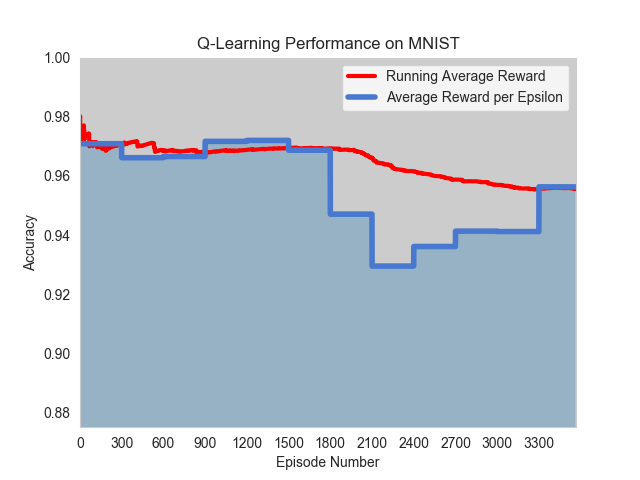 Q-Learning Performance on MNIST
1.00
0.98
0.96
0.94
0.92
0.90
0.88
Accuracy
Running Average Reward
Average Reward per Epsilon
0 300 600 900 1200 1500 1800 2100 2400 2700 3000 3300
Episode Number